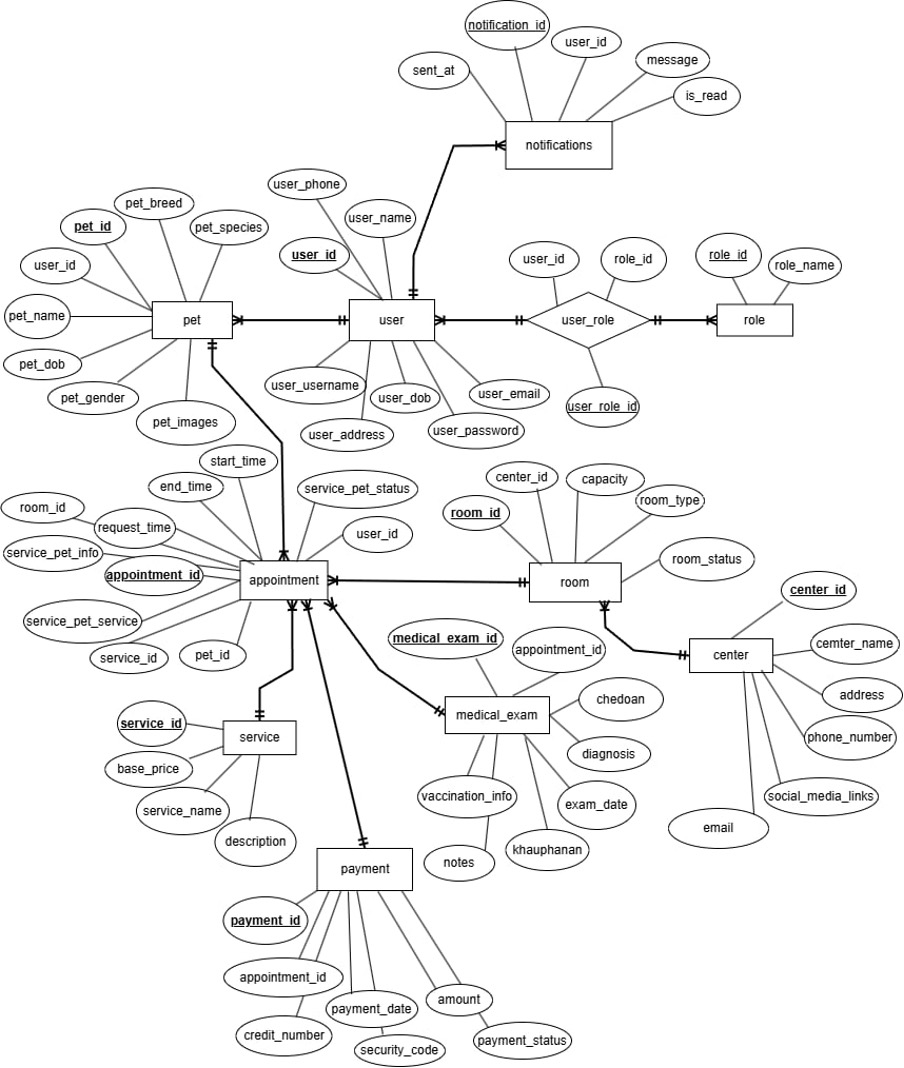 notification_id
user_id
sent_at
message
is_read
notifications
user_phone
pet_breed
user_name
pet_id
pet_species
user_id
user_id
user_id
role_id
role_id
role_name
pet_name
pet
user
user_role
role
pet_dob
pet_gender
pet_images
user_username
user_dob
user_email
user_address
user_password
user_role_id
start_time
end_time
service_pet_status
center_id
capacity
room_id
request_time
user_id
room_id
room_type
service_pet_info
appointment_id
appointment
room
room_status
service_pet_service
service_id
pet_id
medical_exam_id
appointment_id
center_id
center
cemter_name
address
phone_number
social_media_links
email
service_id
service
base_price
service_name
description
medical_exam
chedoan
diagnosis
vaccination_info
exam_date
notes
khauphanan
payment
payment_id
appointment_id
credit_number
payment_date
security_code
amount
payment_status